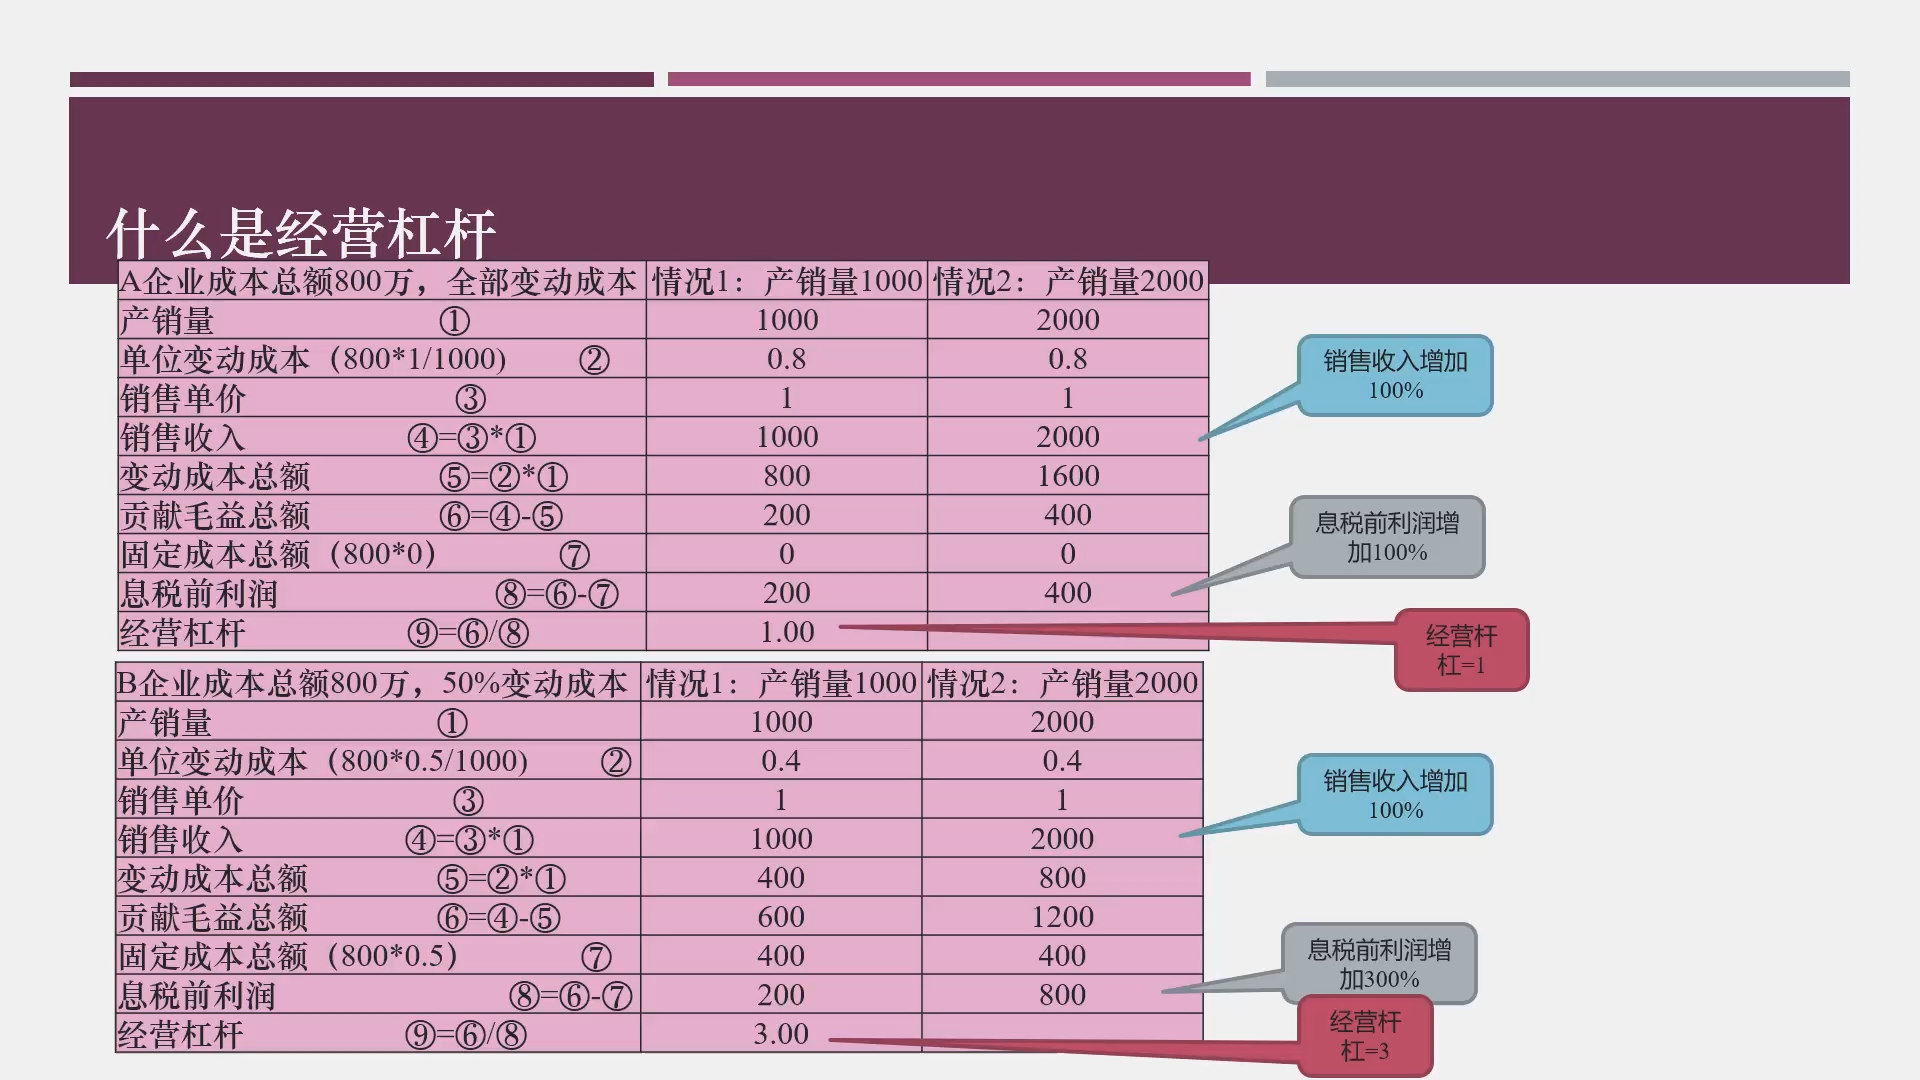 什么是经营杠杆
A企业成本总额800万，全部变动成本 情况1：产销量1000 情况2：产销量2000
产销量 ① 1000 2000
单位变动成本（800*1/1000) ② 0.8 0.8
销售单价 ③ 1 1
销售收入 ④=③*① 1000 2000
变动成本总额 ⑤=②*① 800 1600
贡献毛益总额 ⑥=④-⑤ 200 400
固定成本总额（800*0） ⑦ 0 0
息税前利润 ⑧=⑥-⑦ 200 400
经营杠杆 ⑨=⑥/⑧ 1.00
销售收入增加
100%
息税前利润增
加100%
经营杆
杠=1
B企业成本总额800万，50%变动成本 情况1：产销量1000 情况2：产销量2000
产销量 ① 1000 2000
单位变动成本（800*0.5/1000) ② 0.4 0.4
销售单价 ③ 1 1
销售收入 ④=③*① 1000 2000
变动成本总额 ⑤=②*① 400 800
贡献毛益总额 ⑥=④-⑤ 600 1200
固定成本总额（800*0.5） ⑦ 400 400
息税前利润 ⑧=⑥-⑦ 200 800
经营杠杆 ⑨=⑥/⑧ 3.00
销售收入增加
100%
息税前利润增
加300%
经营杆
杠=3